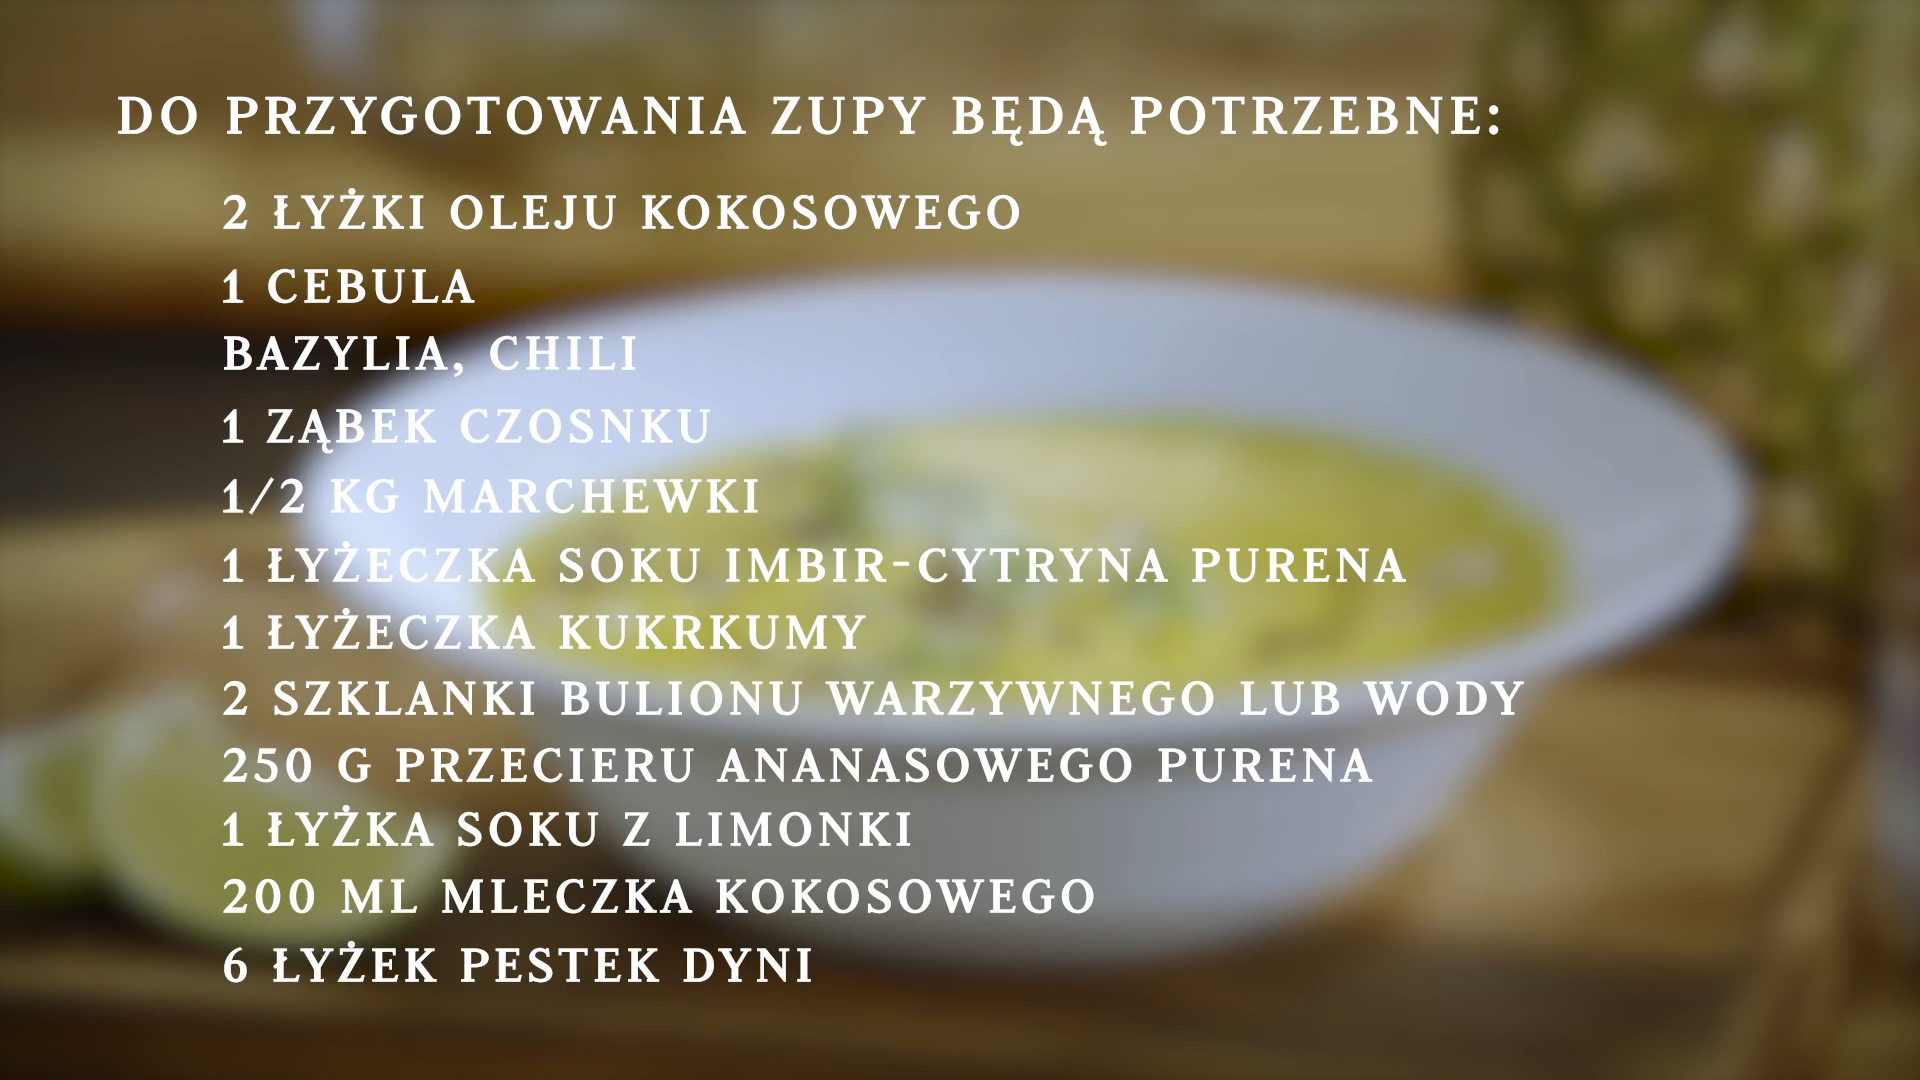 DO PRZYGOTOWANIA ZUPY BĘDĄ POTRZEBNE:
2 ŁYŻKI OLEJU KOKOSOWEGO
1 CEBULA
BAZYLIA, CHILI
1 ZĄBEK CZOSNKU
1/2 KG MARCHEWKI
1 ŁYŻECZKA SOKU IMBIR-CYTRYNA PURENA
1 ŁYŻECZKA KUKRKUMY
2 SZKLANKI BULIONU WARZYWNEGO LUB WODY
250 G PRZECIERU ANANASOWEGO PURENA
1 ŁYŻKA SOKU Z LIMONKI
200 ML MLECZKA KOKOSOWEGO
6 ŁYŻEK PESTEK DYNI